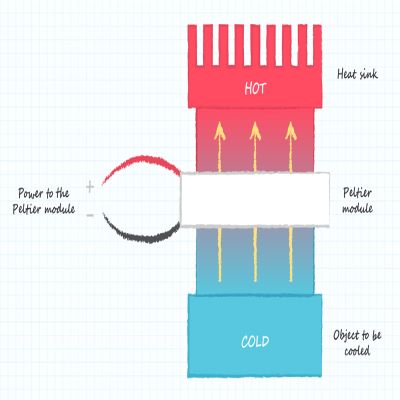 HOT
Heat sink
+
Power to the
Peltier module
−
Peltier
module
COLD
Object to be
cooled